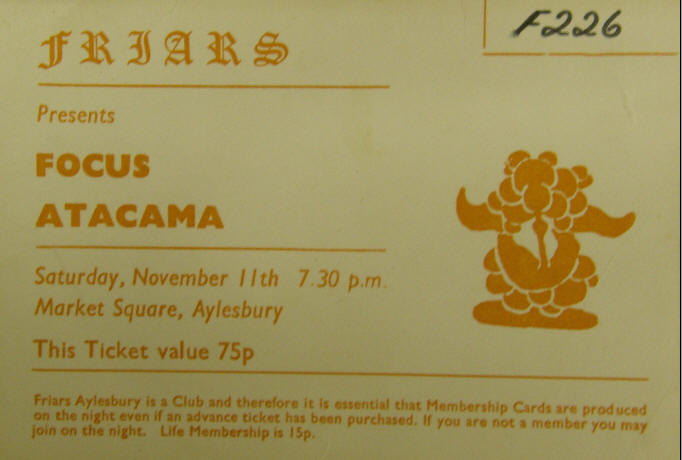 F226
FRIARS
Presents
FOCUS
ATACAMA
Saturday, November 11th 7.30 p.m.
Market Square, Aylesbury
This Ticket value 75p
Friars Aylesbury is a Club and therefore it is essential that Membership Cards are produced
on the night even if an advance ticket has been purchased. If you are not a member you may
join on the night. Life Membership is 15p.